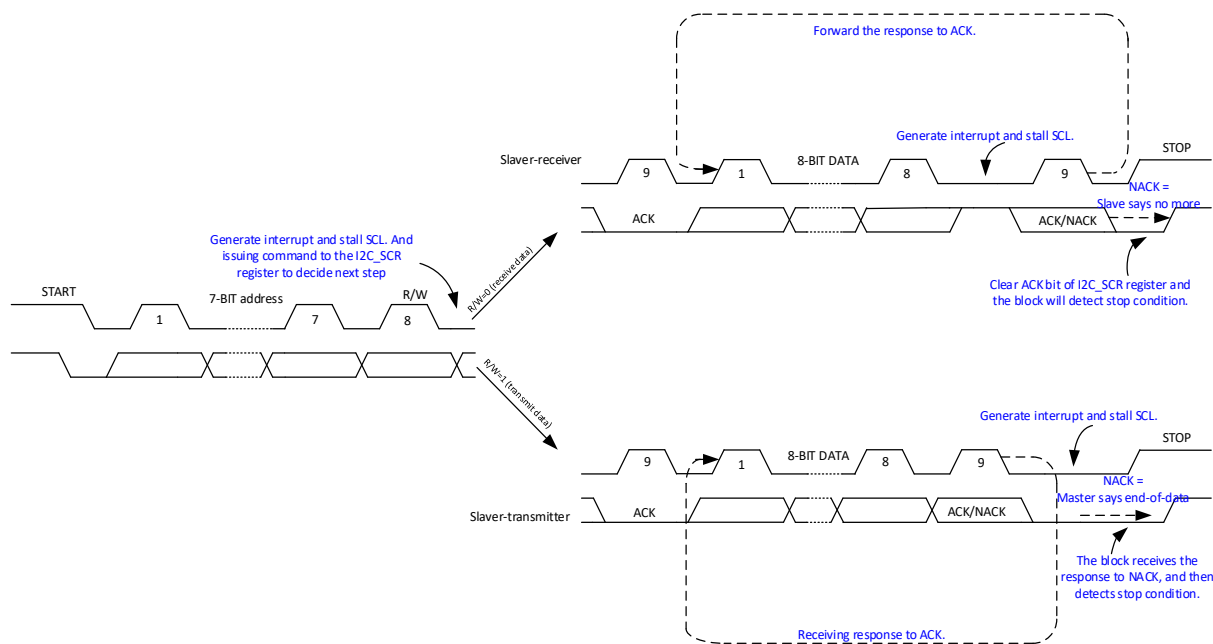 Forward the response to ACK.
Generate interrupt and stall SCL.
Slaver-receiver
8-BIT DATA
STOP
9
1
8
9
NACK =
Slave says no more
ACK
ACK/NACK
Generate interrupt and stall SCL. And
issuing command to the I2C_SCR
register to decide next step
R/W=0 (receive data)
Clear ACK bit of I2C_SCR register and
the block will detect stop condition.
START
7-BIT address
R/W
1
7
8
R/W=1 (transmit data)
Generate interrupt and stall SCL.
8-BIT DATA
STOP
9
1
8
9
NACK =
Master says end-of-data
Slaver-transmitter
ACK
ACK/NACK
The block receives the
response to NACK, and then
detects stop condition.
Receiving response to ACK.